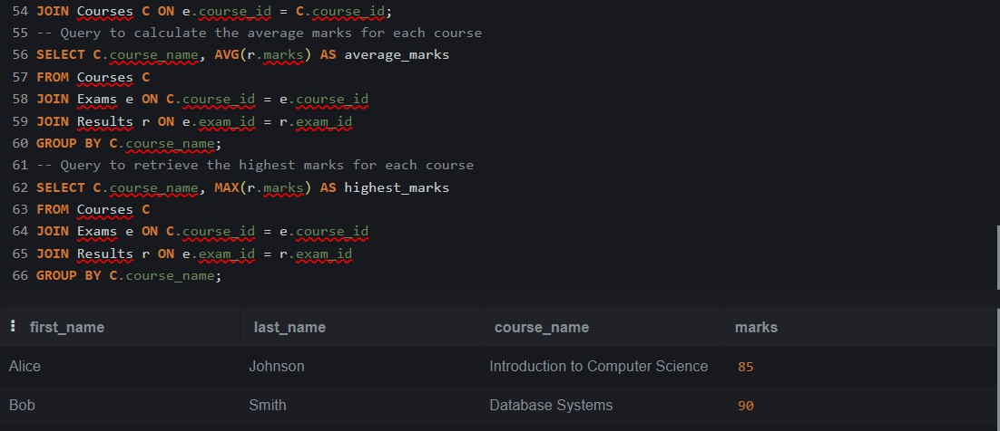 54 JOIN Courses C ON e.course_id = C.course_id;
55 -- Query to calculate the average marks for each course
56 SELECT C.course_name, AVG(r.marks) AS average_marks
57 FROM Courses C
58 JOIN Exams e ON C.course_id = e.course_id
59 JOIN Results r ON e.exam_id = r.exam_id
60 GROUP BY C.course_name;
61 -- Query to retrieve the highest marks for each course
62 SELECT C.course_name, MAX(r.marks) AS highest_marks
63 FROM Courses C
64 JOIN Exams e ON C.course_id = e.course_id
65 JOIN Results r ON e.exam_id = r.exam_id
66 GROUP BY C.course_name;
first_name last_name course_name marks
Alice Johnson Introduction to Computer Science 85
Bob Smith Database Systems 90